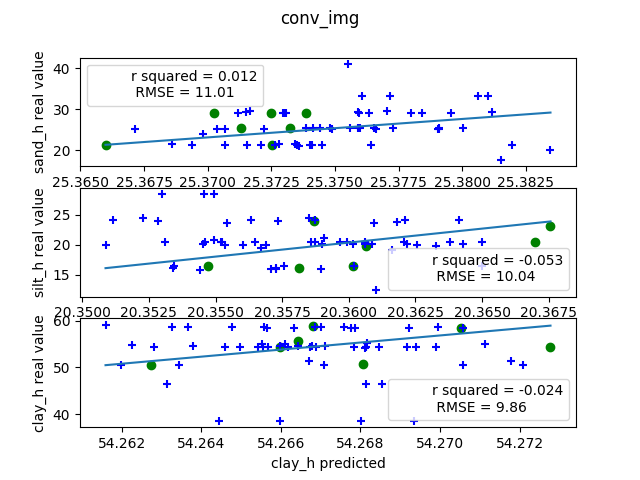 conv_img
sand_h real value
40
30
20
r squared = 0.012
RMSE = 11.01
25.3650 25.3675 25.3700 25.3725 25.3750 25.3775 25.3800 25.3825
silt_h real value
25
20
15
r squared = -0.053
RMSE = 10.04
20.3500 20.3525 20.3550 20.3575 20.3600 20.3625 20.3650 20.3675
clay_h real value
60
50
40
r squared = -0.024
RMSE = 9.86
54.262 54.264 54.266 54.268 54.270 54.272
clay_h predicted